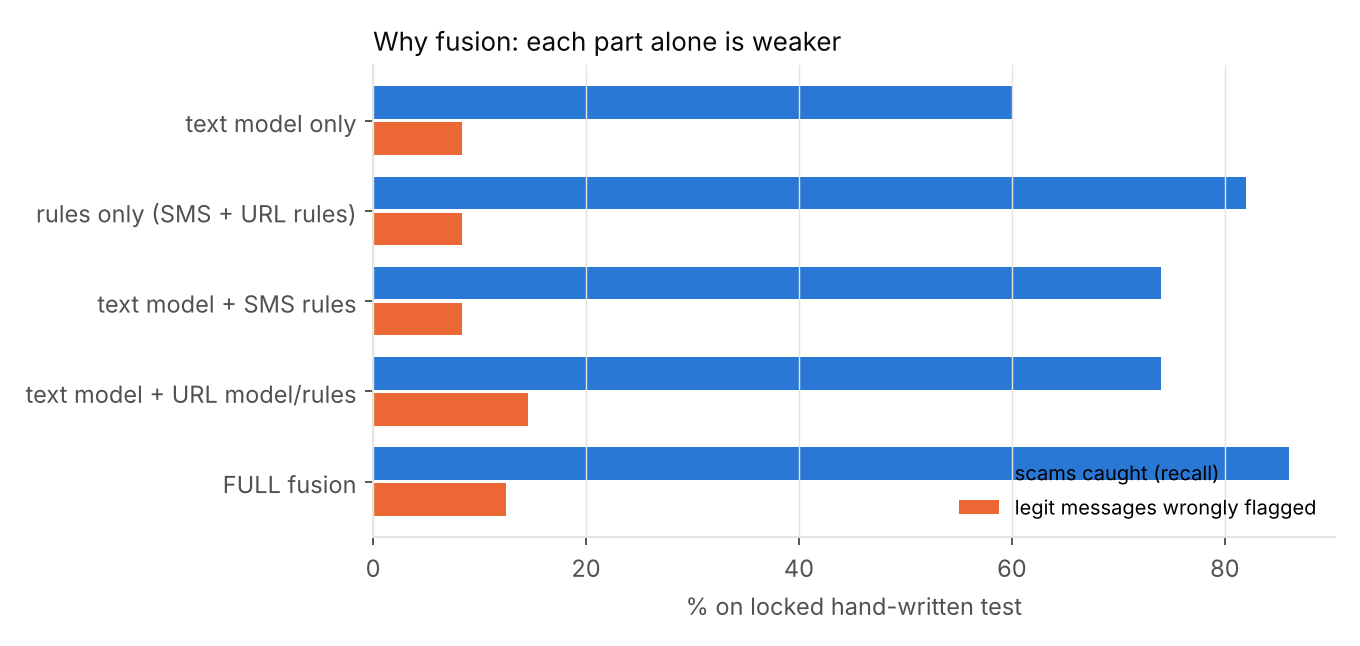 Why fusion: each part alone is weaker
text model only
rules only (SMS + URL rules)
text model + SMS rules
text model + URL model/rules
FULL fusion
scams caught (recall)
legit messages wrongly flagged
0 20 40 60 80
% on locked hand-written test